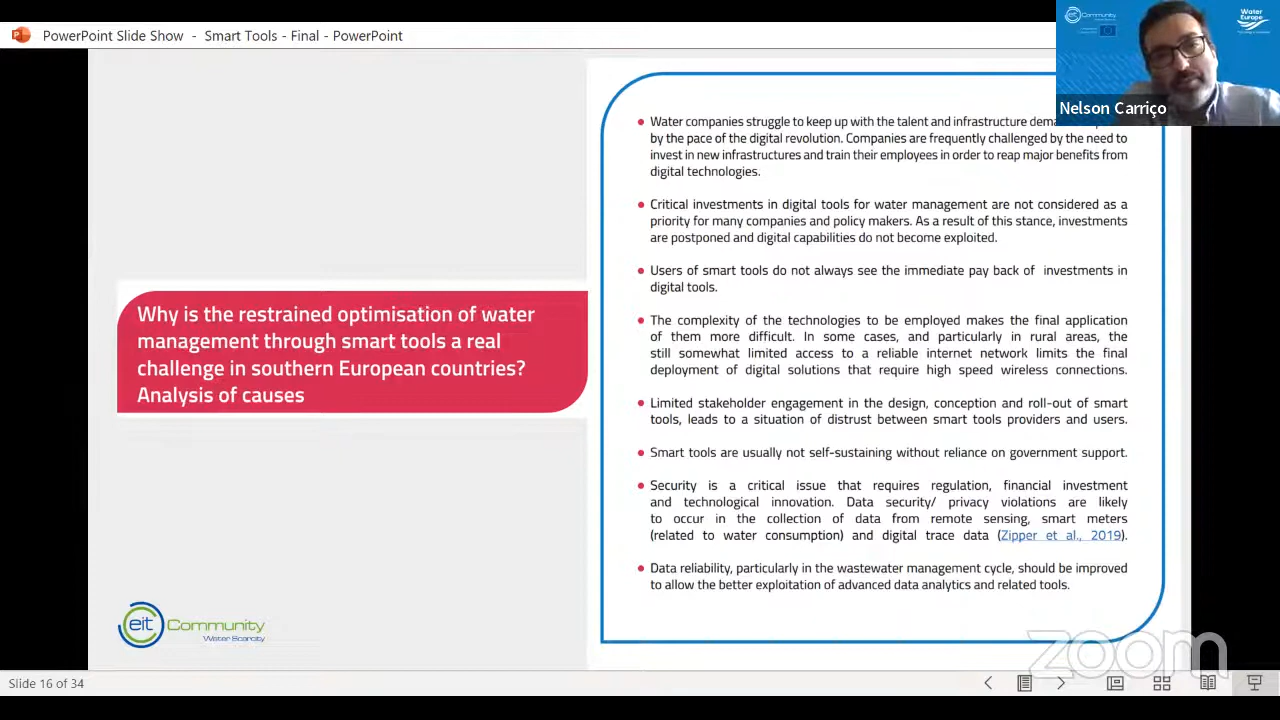 PowerPoint Slide Show - Smart Tools - Final - PowerPoint
eit Community
Water Europe
Nelson Carriço
Why is the restrained optimisation of water
management through smart tools a real
challenge in southern European countries?
Analysis of causes
Water companies struggle to keep up with the talent and infrastructure
by the pace of the digital revolution. Companies are frequently challenged by the need to
invest in new infrastructures and train their employees in order to reap major benefits from
digital technologies.
Critical investments in digital tools for water management are not considered as a
priority for many companies and policy makers. As a result of this stance, investments
are postponed and digital capabilities do not become exploited.
Users of smart tools do not always see the immediate pay back of investments in
digital tools.
The complexity of the technologies to be employed makes the final application
of them more difficult. In some cases, and particularly in rural areas, the
still somewhat limited access to a reliable internet network limits the final
deployment of digital solutions that require high speed wireless connections.
Limited stakeholder engagement in the design, conception and roll-out of smart
tools, leads to a situation of distrust between smart tools providers and users.
Smart tools are usually not self-sustaining without reliance on government support.
Security is a critical issue that requires regulation, financial investment
and technological innovation. Data security/ privacy violations are likely
to occur in the collection of data from remote sensing, smart meters
(related to water consumption) and digital trace data (Zipper et al., 2019).
Data reliability, particularly in the wastewater management cycle, should be improved
to allow the better exploitation of advanced data analytics and related tools.
eit Community
Water Scarcity
zoom
Slide 16 of 34